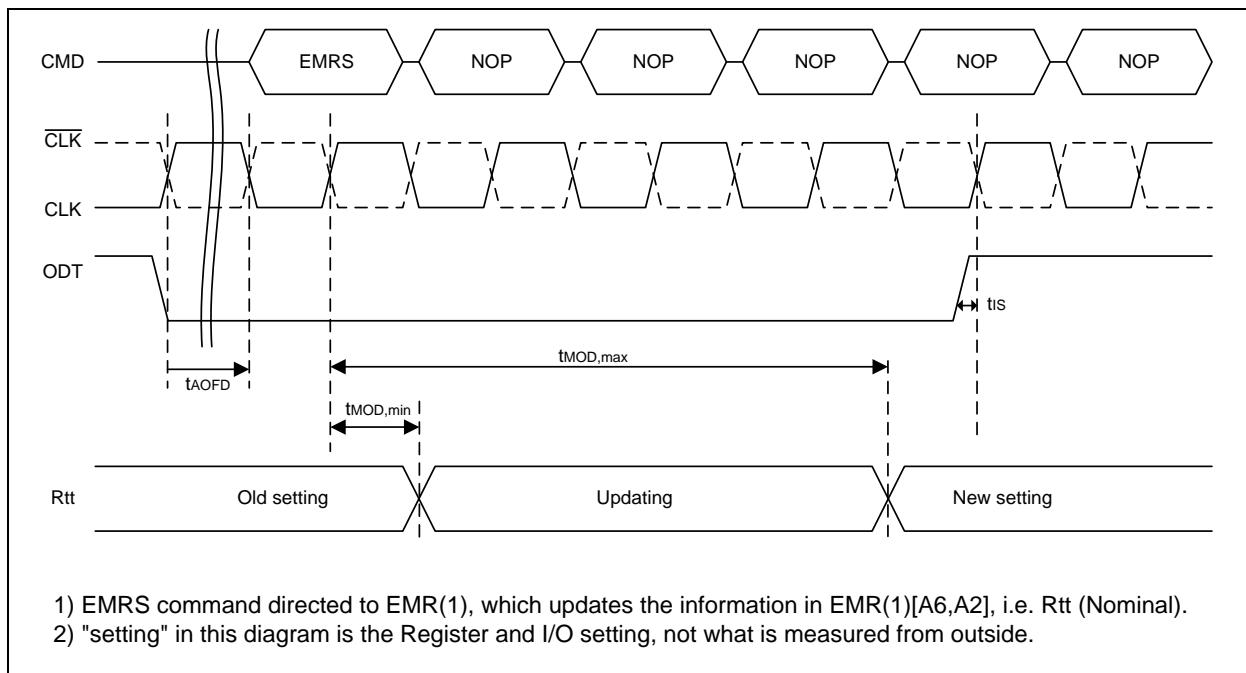 CMD EMRS NOP NOP NOP NOP NOP
CLK
CLK
ODT
tIS
tMOD,max
tAOFD
tMOD,min
Rtt Old setting Updating New setting
1) EMRS command directed to EMR(1), which updates the information in EMR(1)[A6,A2], i.e. Rtt (Nominal).
2) "setting" in this diagram is the Register and I/O setting, not what is measured from outside.